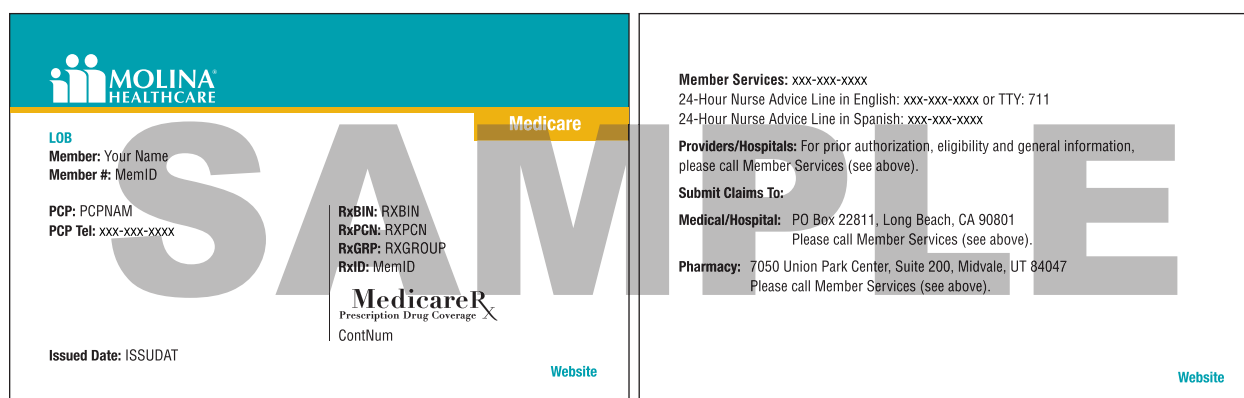 MOLINA®
HEALTHCARE
Medicare
LOB
Member: Your Name
Member #: MemID
PCP: PCPNAM
PCP Tel: xxx-xxx-xxxx
RxBIN: RXBIN
RxPCN: RXPCN
RxGRP: RXGROUP
RxID: MemID
MedicareRx
Prescription Drug Coverage
ContNum
Issued Date: ISSUDAT
Website
Member Services: xxx-xxx-xxxx
24-Hour Nurse Advice Line in English: xxx-xxx-xxxx or TTY: 711
24-Hour Nurse Advice Line in Spanish: xxx-xxx-xxxx
Providers/Hospitals: For prior authorization, eligibility and general information,
please call Member Services (see above).
Submit Claims To:
Medical/Hospital: PO Box 22811, Long Beach, CA 90801
Please call Member Services (see above).
Pharmacy: 7050 Union Park Center, Suite 200, Midvale, UT 84047
Please call Member Services (see above).
Website
SAMPLE